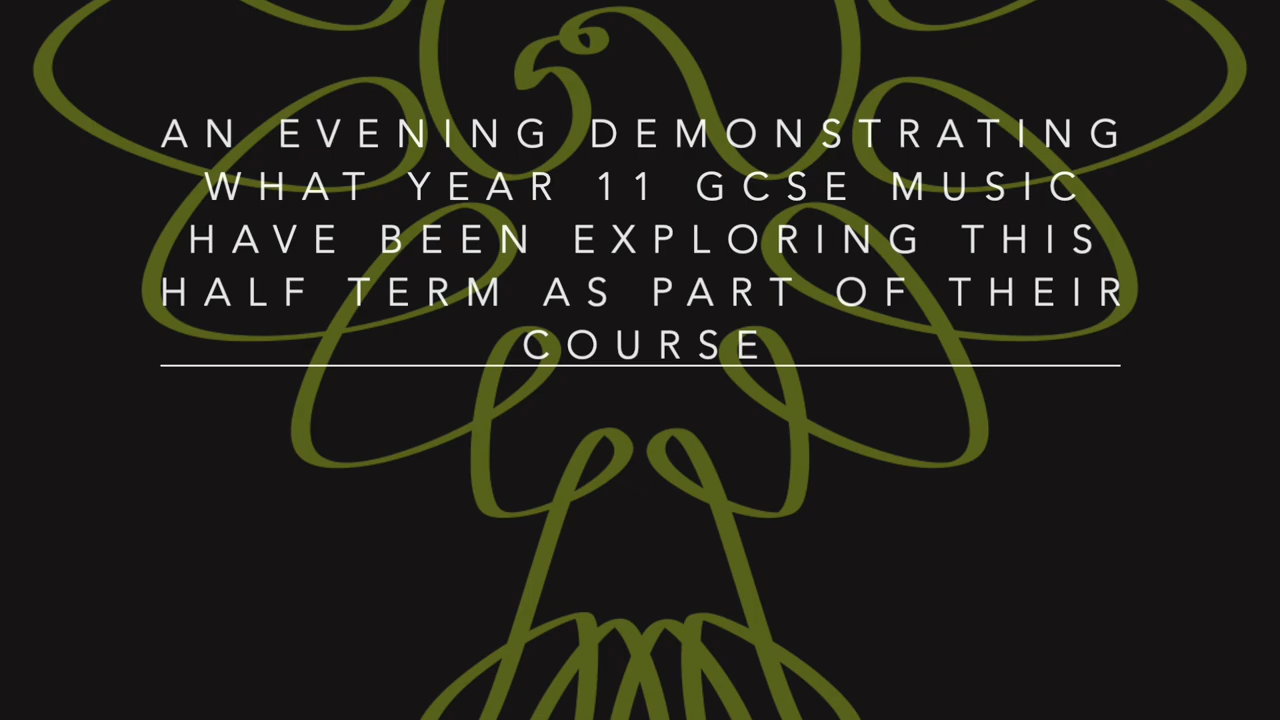 AN EVENING DEMONSTRATING
WHAT YEAR 11 GCSE MUSIC
HAVE BEEN EXPLORING THIS
HALF TERM AS PART OF THEIR
COURSE